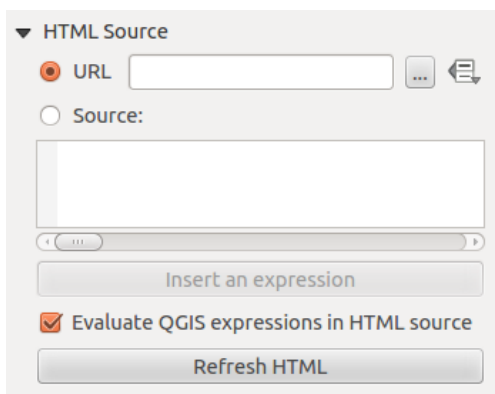 HTML Source
URL
...
Source:
Insert an expression
Evaluate QGIS expressions in HTML source
Refresh HTML